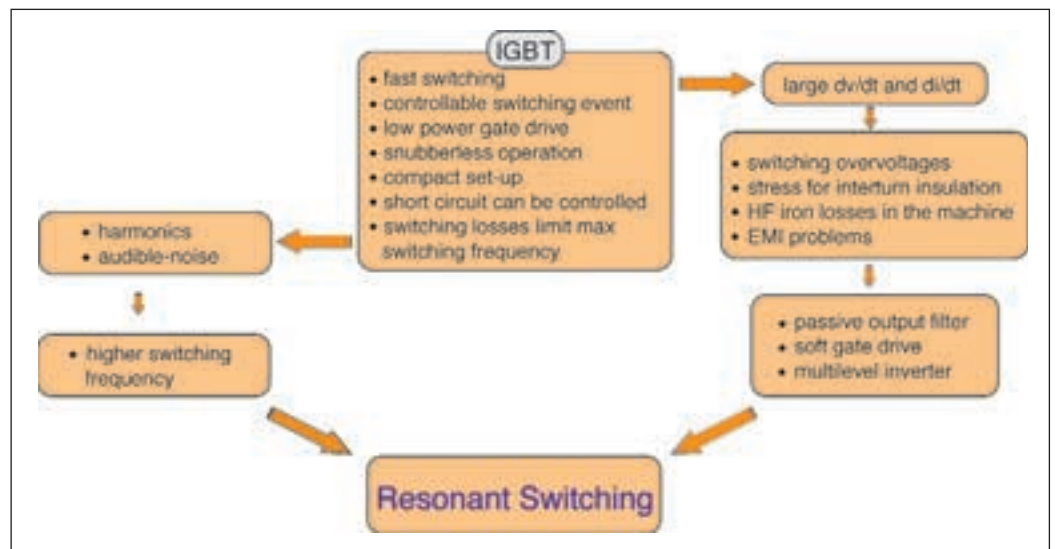 IGBT
• fast switching
• controllable switching event
• low power gate drive
• snubberless operation
• compact set-up
• short circuit can be controlled
• switching losses limit max
switching frequency
large dv/dt and di/dt
• switching overvoltages
• stress for interturn insulation
• HF iron losses in the machine
• EMI problems
• harmonics
• audible-noise
• passive output filter
• soft gate drive
• multilevel inverter
• higher switching
frequency
Resonant Switching